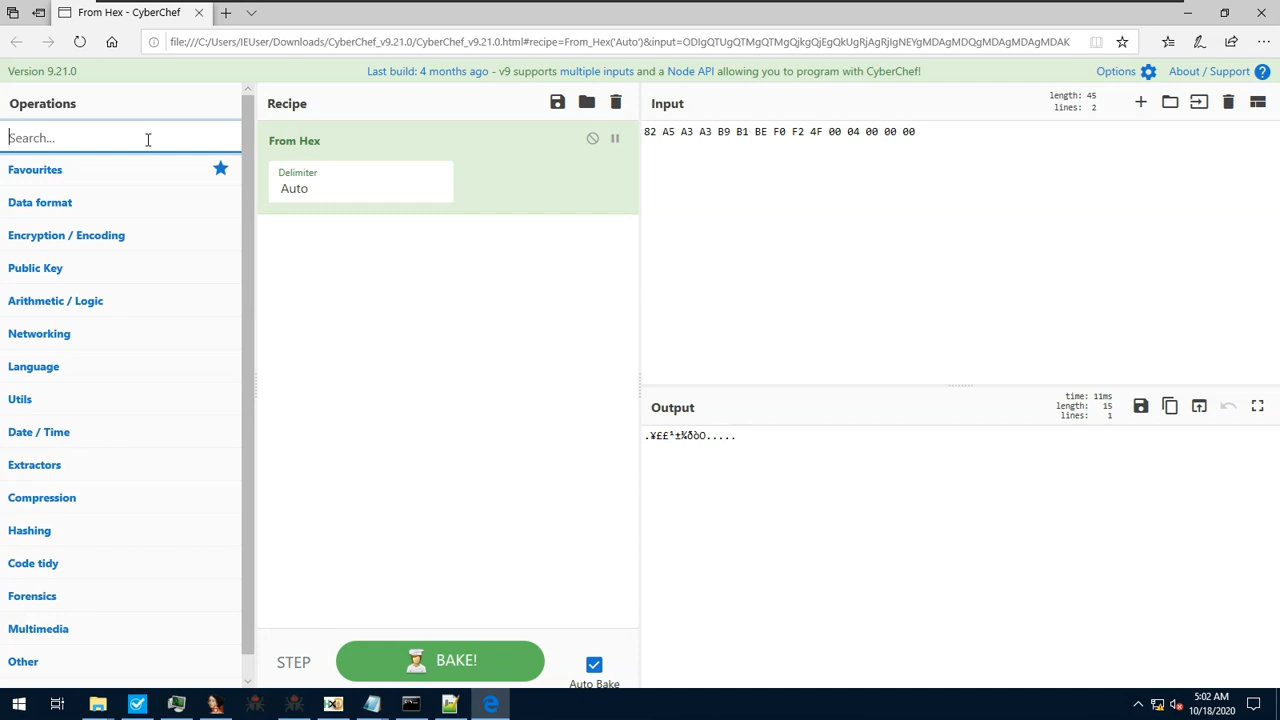 From Hex - CyberChef
file:///C:/Users/IEUser/Downloads/CyberChef_v9.21.0/CyberChef_v9.21.0.html#recipe=From_Hex('Auto')&input=ODIgQTUgQTMgQTMgQjkgQjEgQkUgRjAgRjIgNEYgMDAgMDQgMDAgMDAgMDAK
Version 9.21.0
Last build: 4 months ago - v9 supports multiple inputs and a Node API allowing you to program with CyberChef!
Options
About / Support
Operations
Search...
Favourites
Data format
Encryption / Encoding
Public Key
Arithmetic / Logic
Networking
Language
Utils
Date / Time
Extractors
Compression
Hashing
Code tidy
Forensics
Multimedia
Other
Recipe
From Hex
Delimiter
Auto
STEP
BAKE!
Auto Bake
Input
length: 45
lines: 2
82 A5 A3 A3 B9 B1 BE F0 F2 4F 00 04 00 00 00
Output
time: 11ms
length: 15
lines: 1
.¥££¹±¾ðòO.....
5:02 AM
10/18/2020